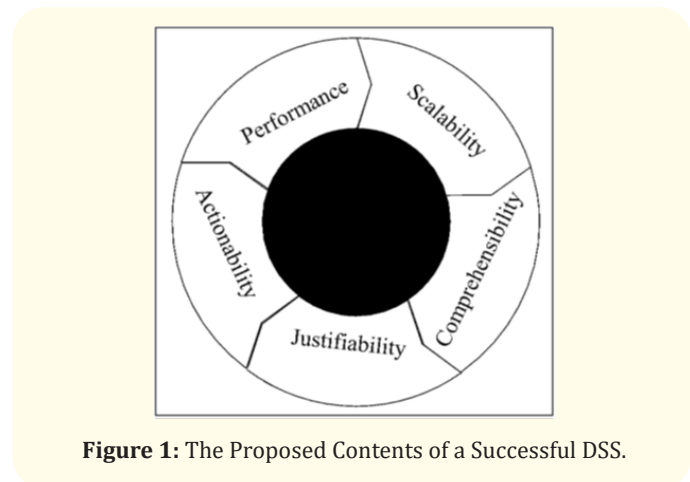 Performance
Scalability
Actionability
Comprehensibility
Justifiability
Figure 1: The Proposed Contents of a Successful DSS.